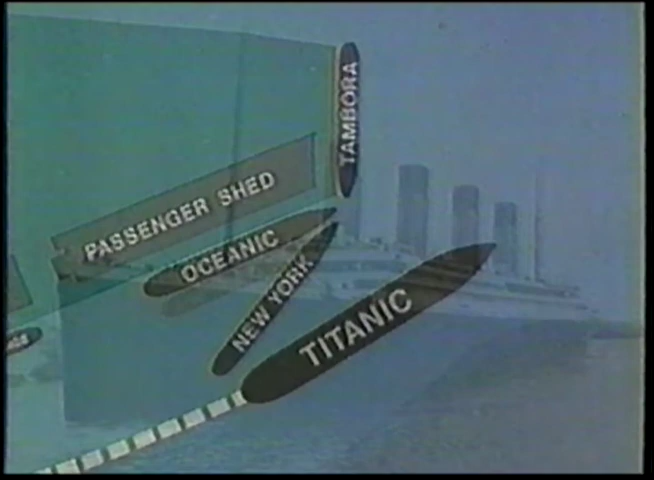 TAMBORA
PASSENGER SHED
OCEANIC
NEW YORK
TITANIC